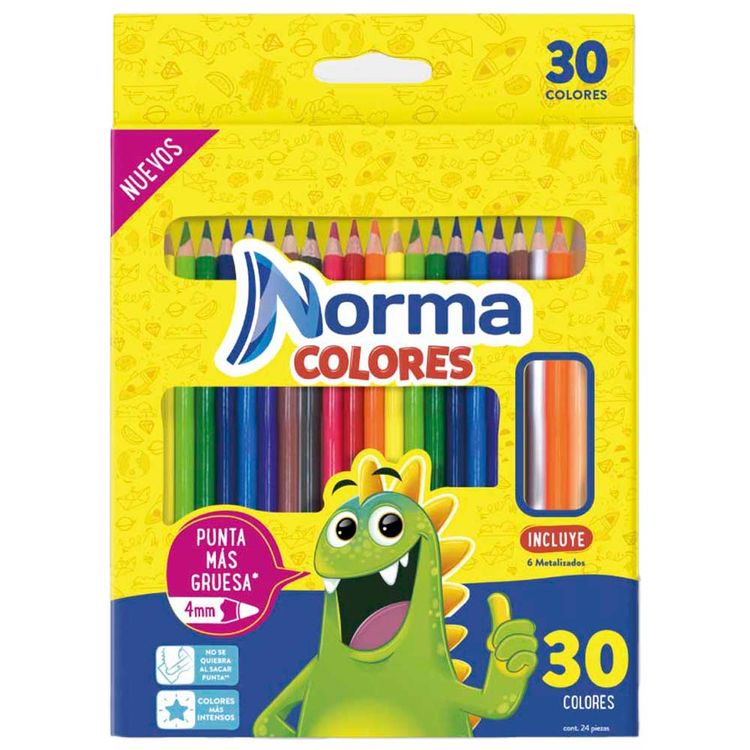 30
COLORES
NUEVOS
Norma
COLORES
PUNTA
MÁS
GRUESA*
4mm
INCLUYE
6 Metalizados
NO SE
QUIEBRA
AL SACAR
PUNTA**
COLORES
MÁS
INTENSOS
30
COLORES
cont. 24 piezas